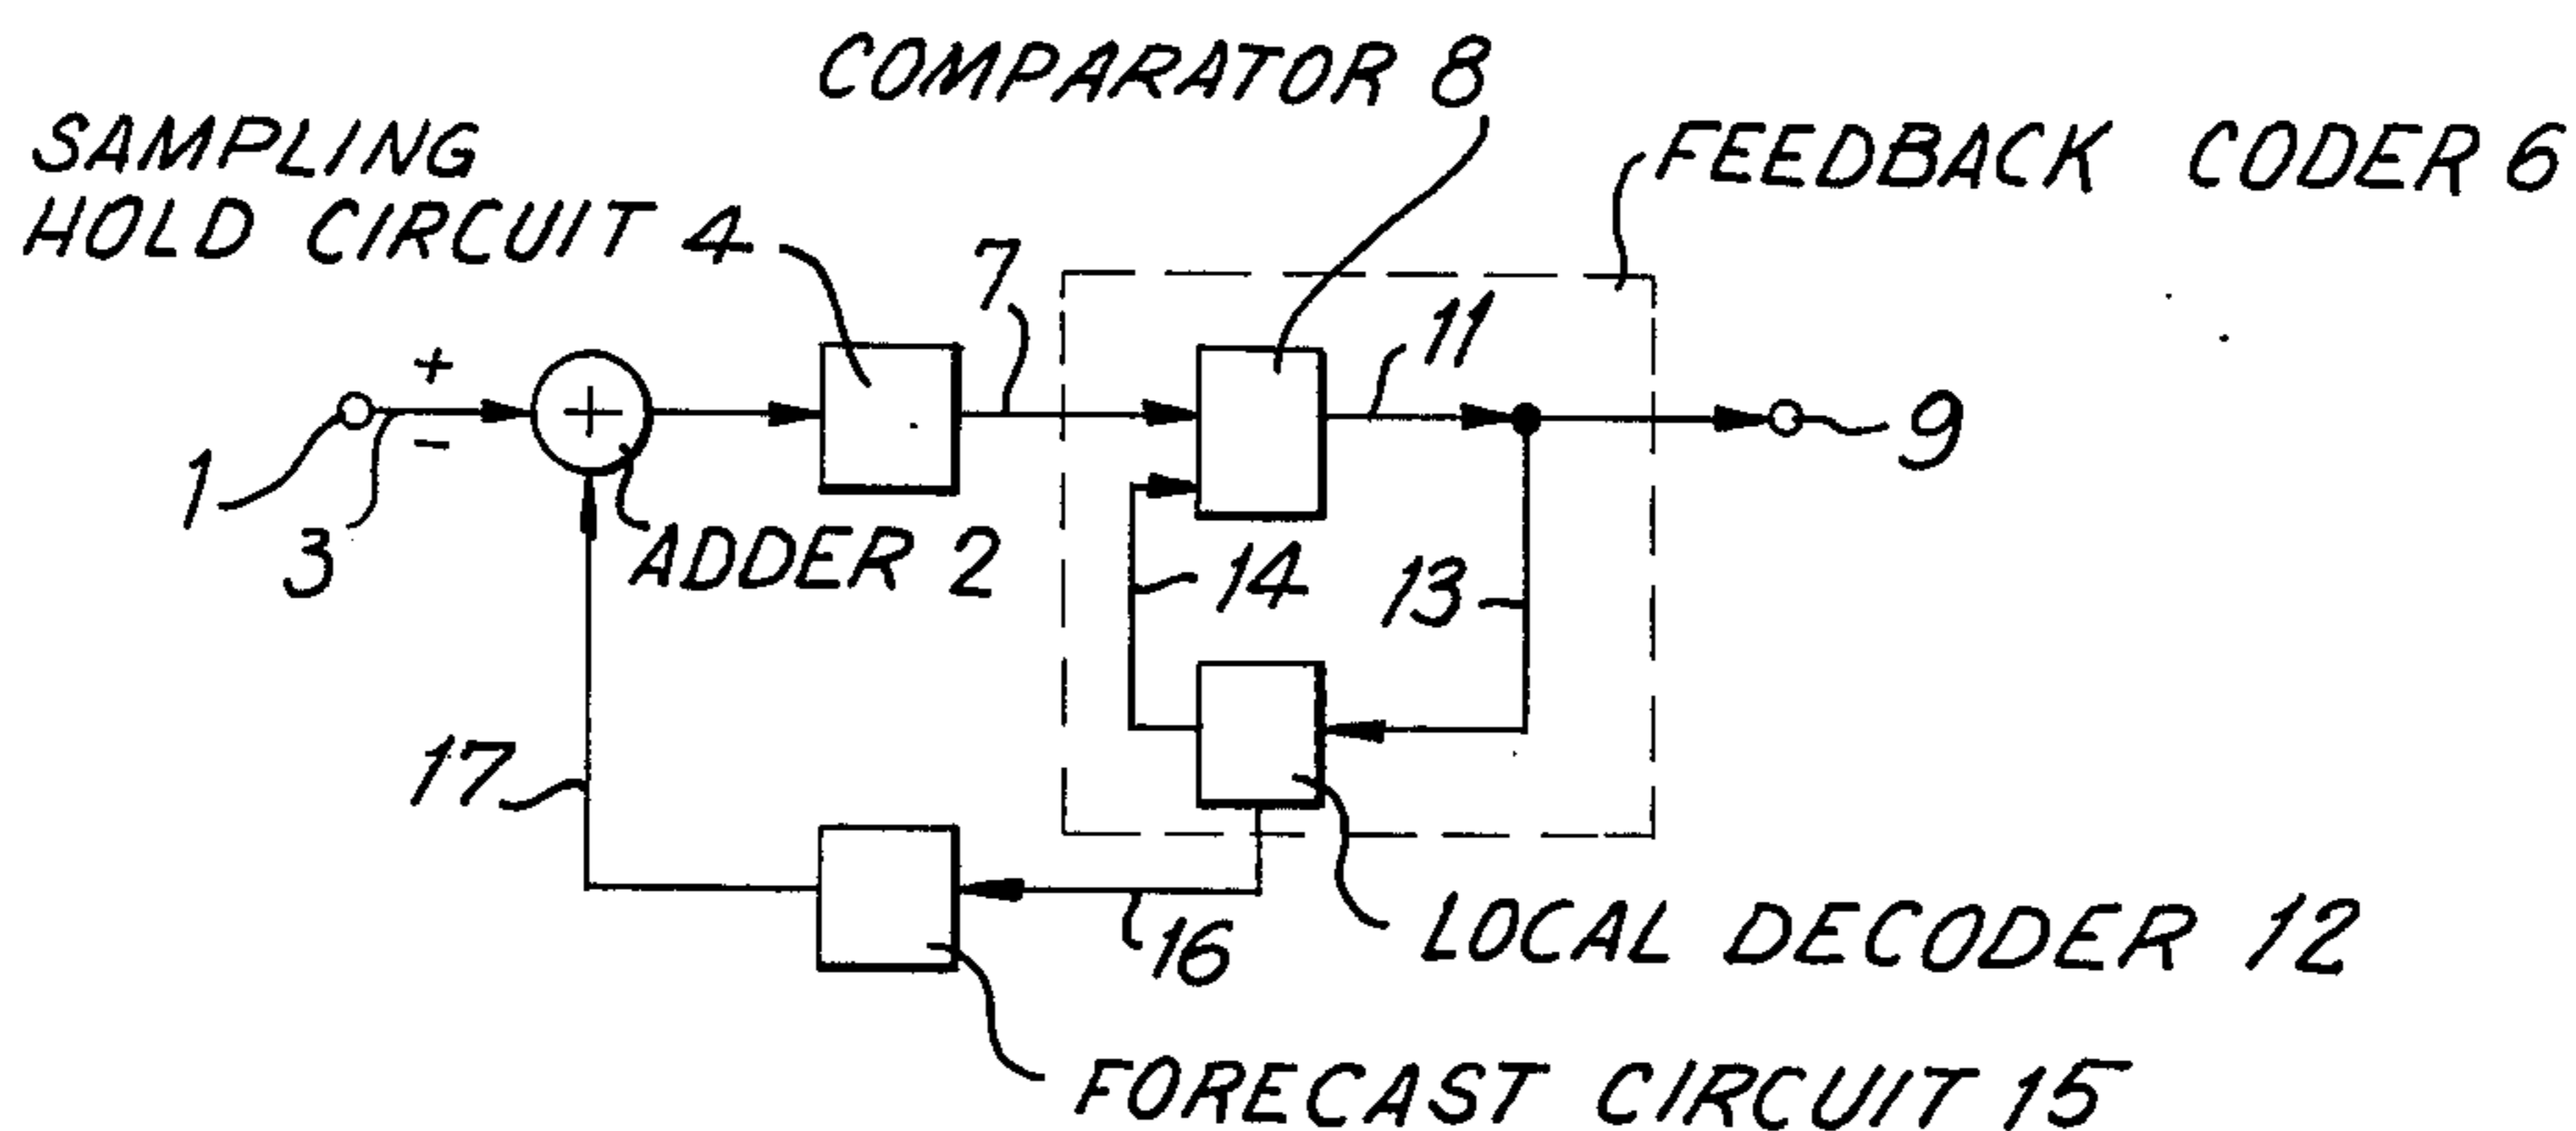 COMPARATOR 8
SAMPLING
HOLD CIRCUIT 4
FEEDBACK CODER 6
7
11
+
+
-
1
3
9
ADDER 2
14
13
17
16
LOCAL DECODER 12
FORECAST CIRCUIT 15